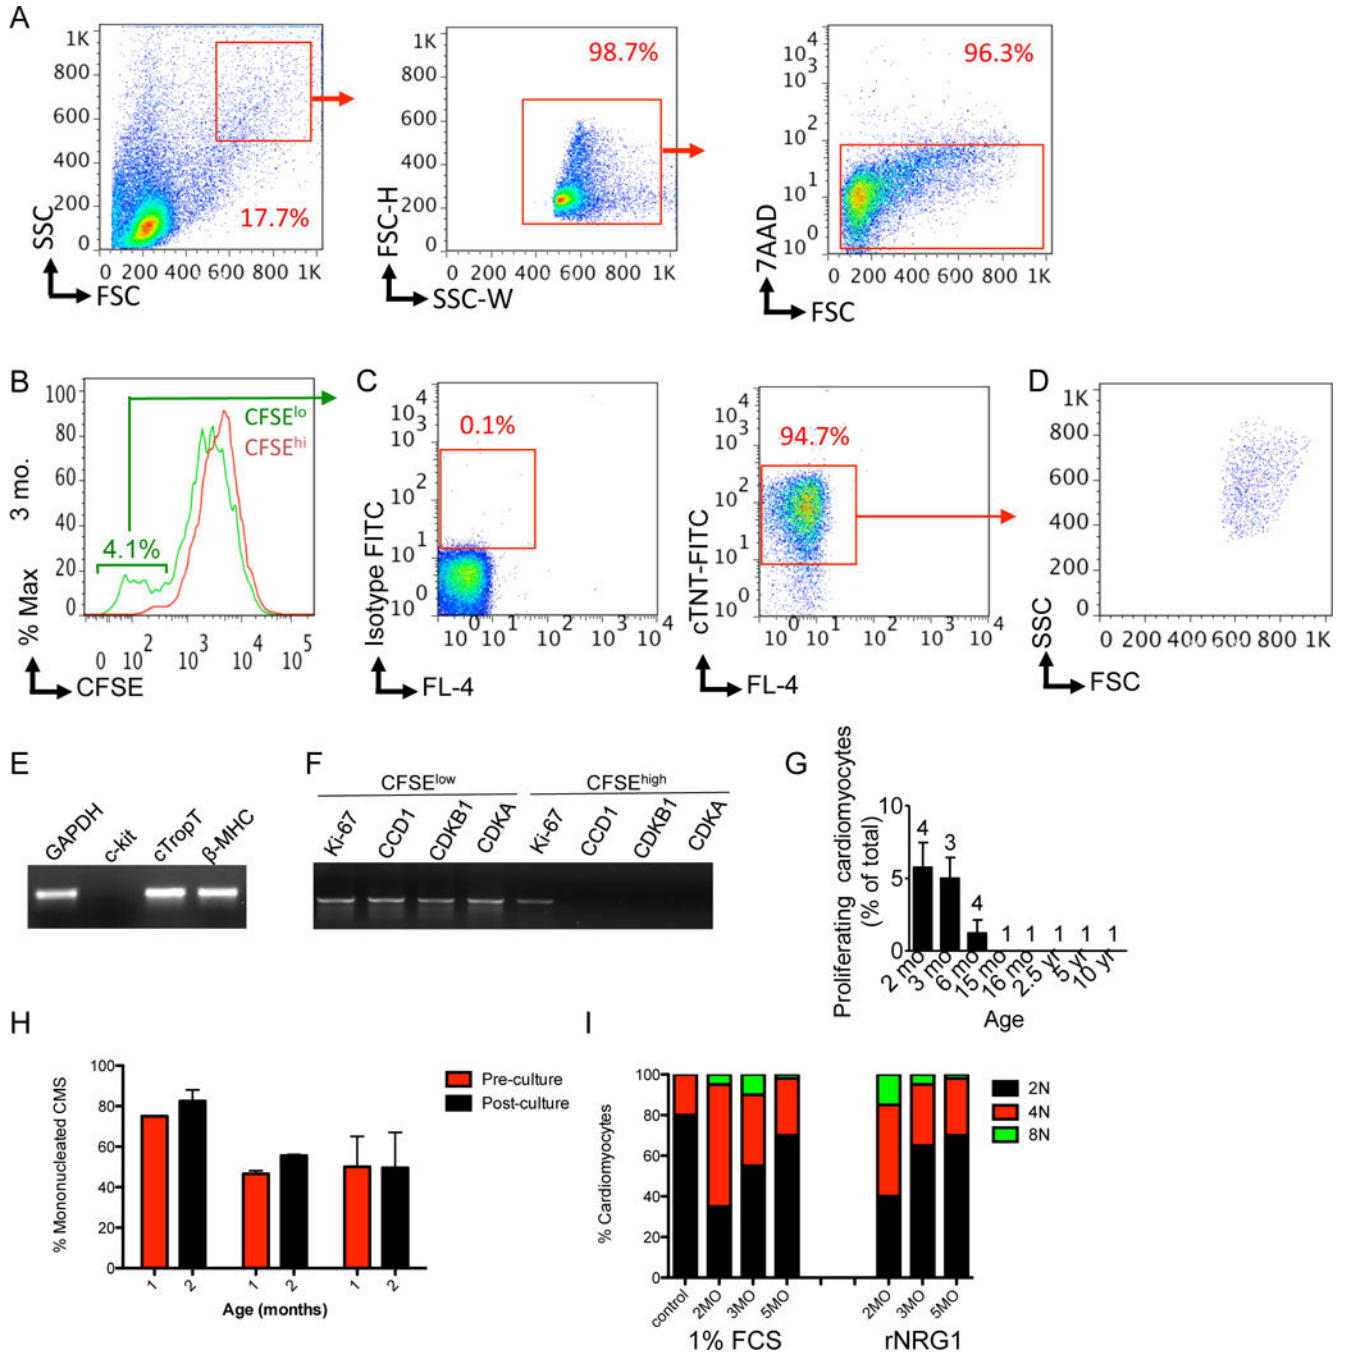 A
1K
800
600
400
200
0
SSC
17.7%
0 200 400 600 800 1K
FSC
1K
800
600
400
200
0
FSC-H
98.7%
0 200 400 600 800 1K
SSC-W
10^4
10^3
10^2
10^1
10^0
7AAD
96.3%
0 200 400 600 800 1K
FSC
B
3 mo.
% Max
100
80
60
40
20
0
CFSE^lo
CFSE^hi
4.1%
0 10^2 10^3 10^4 10^5
CFSE
C
Isotype FITC
10^4
10^3
10^2
10^1
10^0
0.1%
10^0 10^1 10^2 10^3 10^4
FL-4
cTNT-FITC
10^4
10^3
10^2
10^1
10^0
94.7%
10^0 10^1 10^2 10^3 10^4
FL-4
D
SSC
1K
800
600
400
200
0
0 200 400 600 800 1K
FSC
E
GAPDH
c-kit
cTropT
β-MHC
F
CFSE^low
CFSE^high
Ki-67
CCD1
CDKB1
CDKA
Ki-67
CCD1
CDKB1
CDKA
G
Proliferating cardiomyocytes
(% of total)
10
5
0
4 3 4 1 1 1 1 1
2 mo
3 mo
6 mo
15 mo
16 mo
2.5 yr
5 yr
10 yr
Age
H
% Mononucleated CMS
100
80
60
40
20
0
1 2 1 2 1 2
Age (months)
Pre-culture
Post-culture
I
% Cardiomyocytes
100
80
60
40
20
0
control
2MO
3MO
5MO
2MO
3MO
5MO
1% FCS
rNRG1
2N
4N
8N